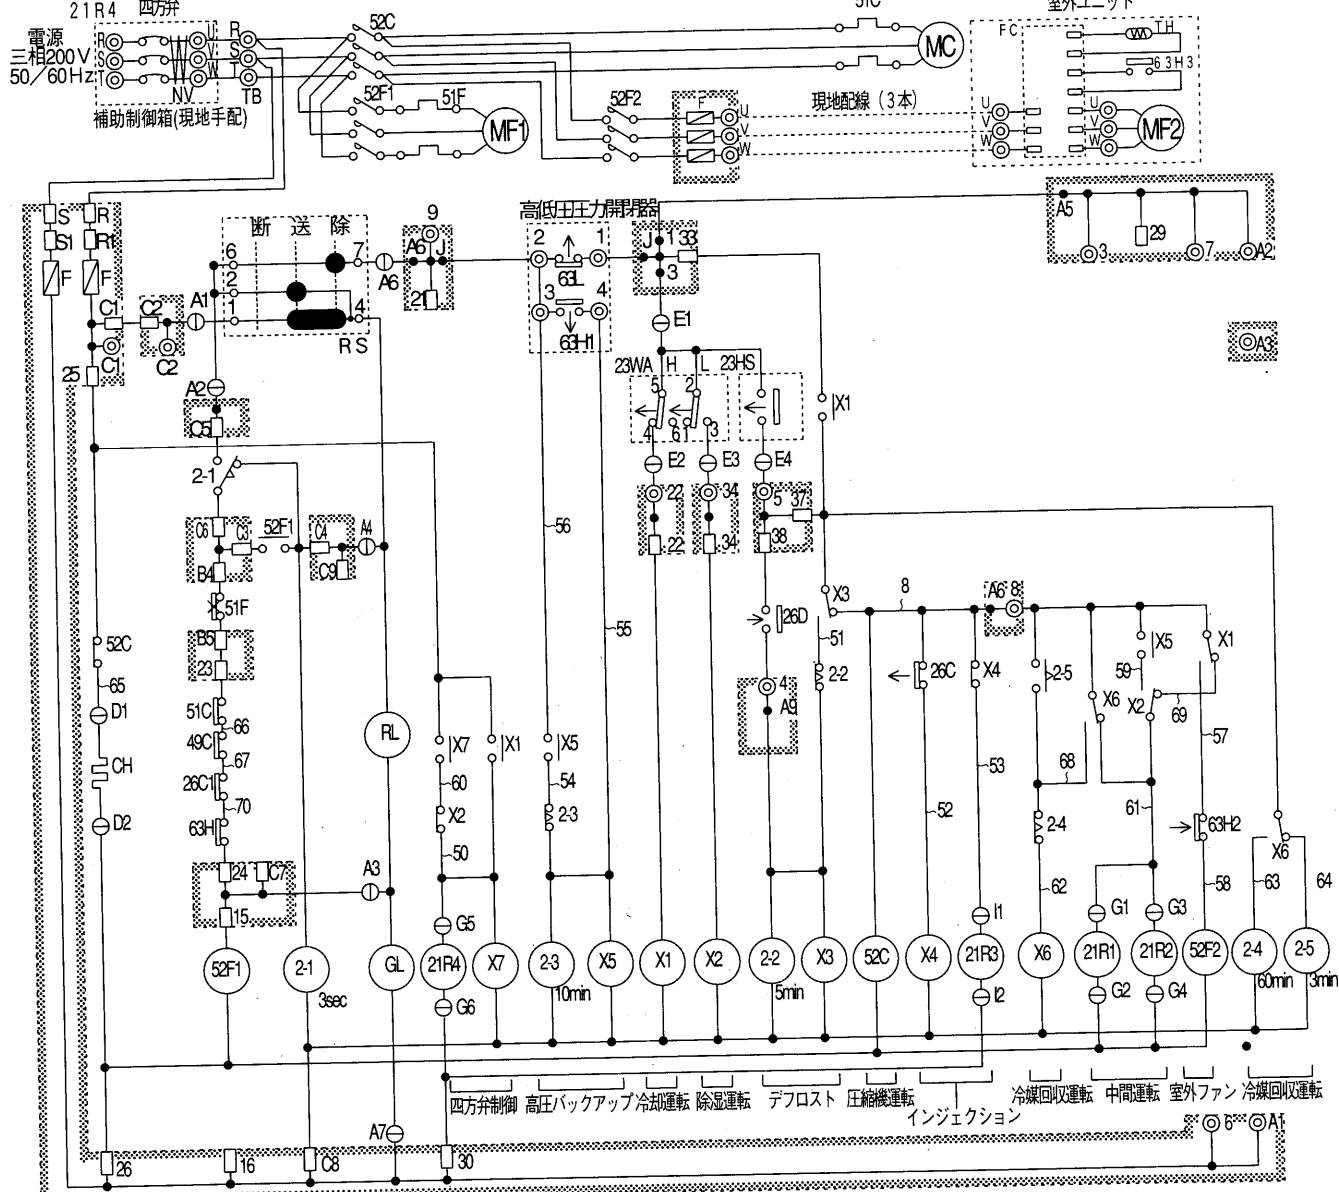 21R4 四方弁
電源
三相200V
50/60Hz
R
S
T
U
V
W
NV
R
S
T
TB
補助制御箱(現地手配)
52C
51C
MC
52F1
51F
MF1
52F2
F
U
V
W
現地配線(3本)
室外ユニット
FC
TH
63H3
U
V
W
U
V
W
MF2
S
R
S1
R1
F
F
C1
C2
A1
C1
C2
25
断 送 除
6
7
2
1
4
RS
A6
9
A6
J
21
高低圧圧力開閉器
2
1
63L
3
4
63H1
J
1
33
3
A5
3
29
7
A2
A3
E1
23WA
H
L
23HS
5
2
4
6
1
3
X1
E2
E3
E4
22
34
5
37
22
34
38
A2
C5
2-1
C6
C3
52F1
C4
A4
B4
C9
51F
B5
23
51C
66
49C
67
26C1
70
63H
24
C7
A3
15
52C
65
D1
CH
D2
RL
56
55
X7
X1
60
X2
50
X5
54
2-3
26D
4
A9
X3
51
2-2
8
A6
8
26C
X4
52
53
2-5
X6
68
2-4
62
X5
59
X2
69
X1
57
61
63H2
58
X6
63
64
G5
I1
G1
G3
52F1
2-1
3sec
GL
21R4
X7
2-3
10min
X5
X1
X2
2-2
5min
X3
52C
X4
21R3
X6
21R1
21R2
52F2
2-4
60min
2-5
3min
G6
I2
G2
G4
四方弁制御
高圧バックアップ
冷却運転
除湿運転
デフロスト
圧縮機運転
インジェクション
冷媒回収運転
中間運転
室外ファン
冷媒回収運転
A7
6
A1
26
16
C8
30